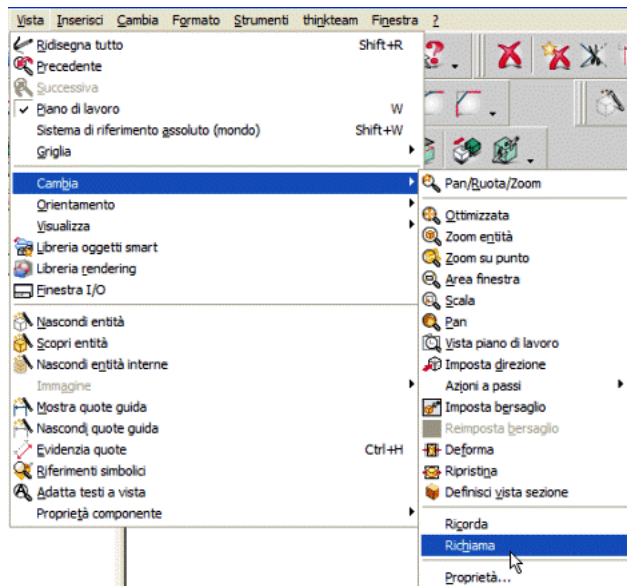 Vista Inserisci Cambia Formato Strumenti thinkteam Finestra ?
Ridisegna tutto Shift+R
Precedente
Successiva
Piano di lavoro W
Sistema di riferimento assoluto (mondo) Shift+W
Griglia
Cambia
Orientamento
Visualizza
Libreria oggetti smart
Libreria rendering
Finestra I/O
Nascondi entità
Scopri entità
Nascondi entità interne
Immagine
Mostra quote guida
Nascondi quote guida
Evidenzia quote Ctrl+H
Riferimenti simbolici
Adatta testi a vista
Proprietà componente
Pan/Ruota/Zoom
Ottimizzata
Zoom entità
Zoom su punto
Area finestra
Scala
Pan
Vista piano di lavoro
Imposta direzione
Azioni a passi
Imposta bersaglio
Reimposta bersaglio
Deforma
Ripristina
Definisci vista sezione
Ricorda
Richiama
Proprietà...